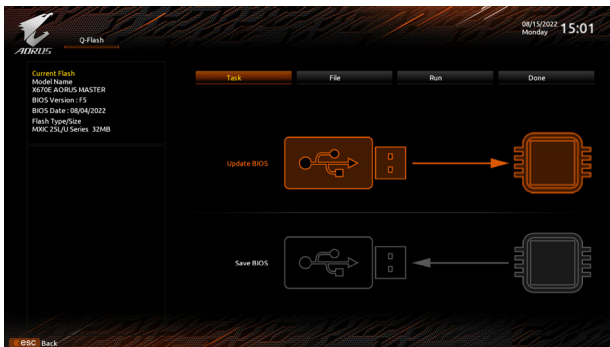 AORUS
Q-Flash
08/15/2022
Monday
15:01
Current Flash
Model Name
X670E AORUS MASTER
BIOS Version : F5
BIOS Date : 08/04/2022
Flash Type/Size
MXIC 25L/U Series 32MB
Task File Run Done
Update BIOS
Save BIOS
esc Back